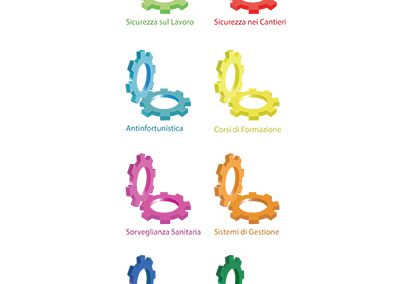 Sicurezza sul Lavoro
Sicurezza nei Cantieri
Antinfortunistica
Corsi di Formazione
Sorveglianza Sanitaria
Sistemi di Gestione